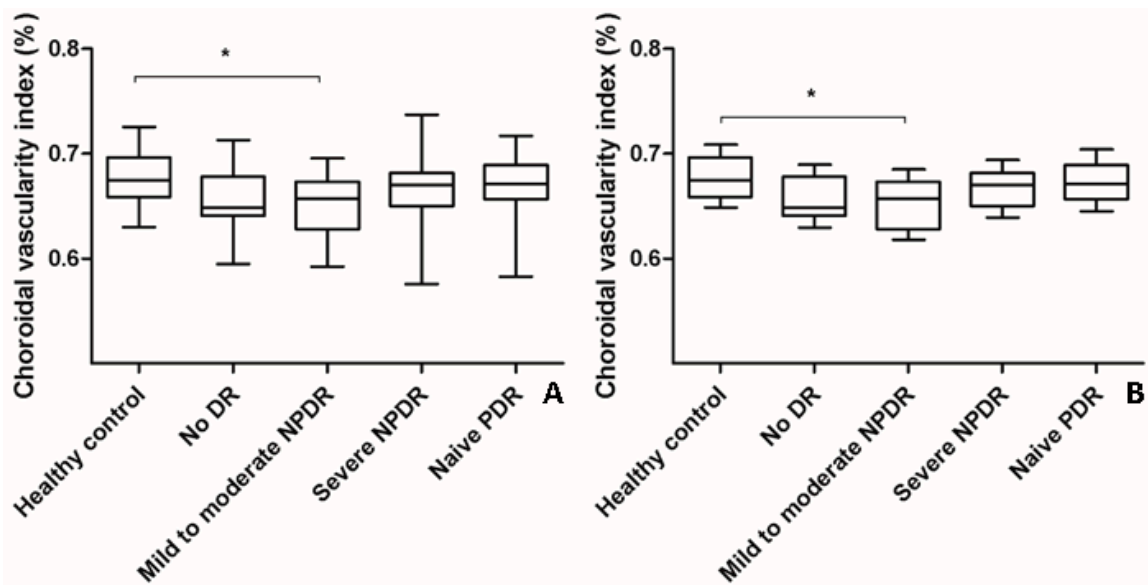 Choroidal vascularity index (%)
0.8
0.7
0.6
*
Healthy control
No DR
Mild to moderate NPDR
Severe NPDR
Naive PDR
A
Choroidal vascularity index (%)
0.8
0.7
0.6
*
Healthy control
No DR
Mild to moderate NPDR
Severe NPDR
Naive PDR
B